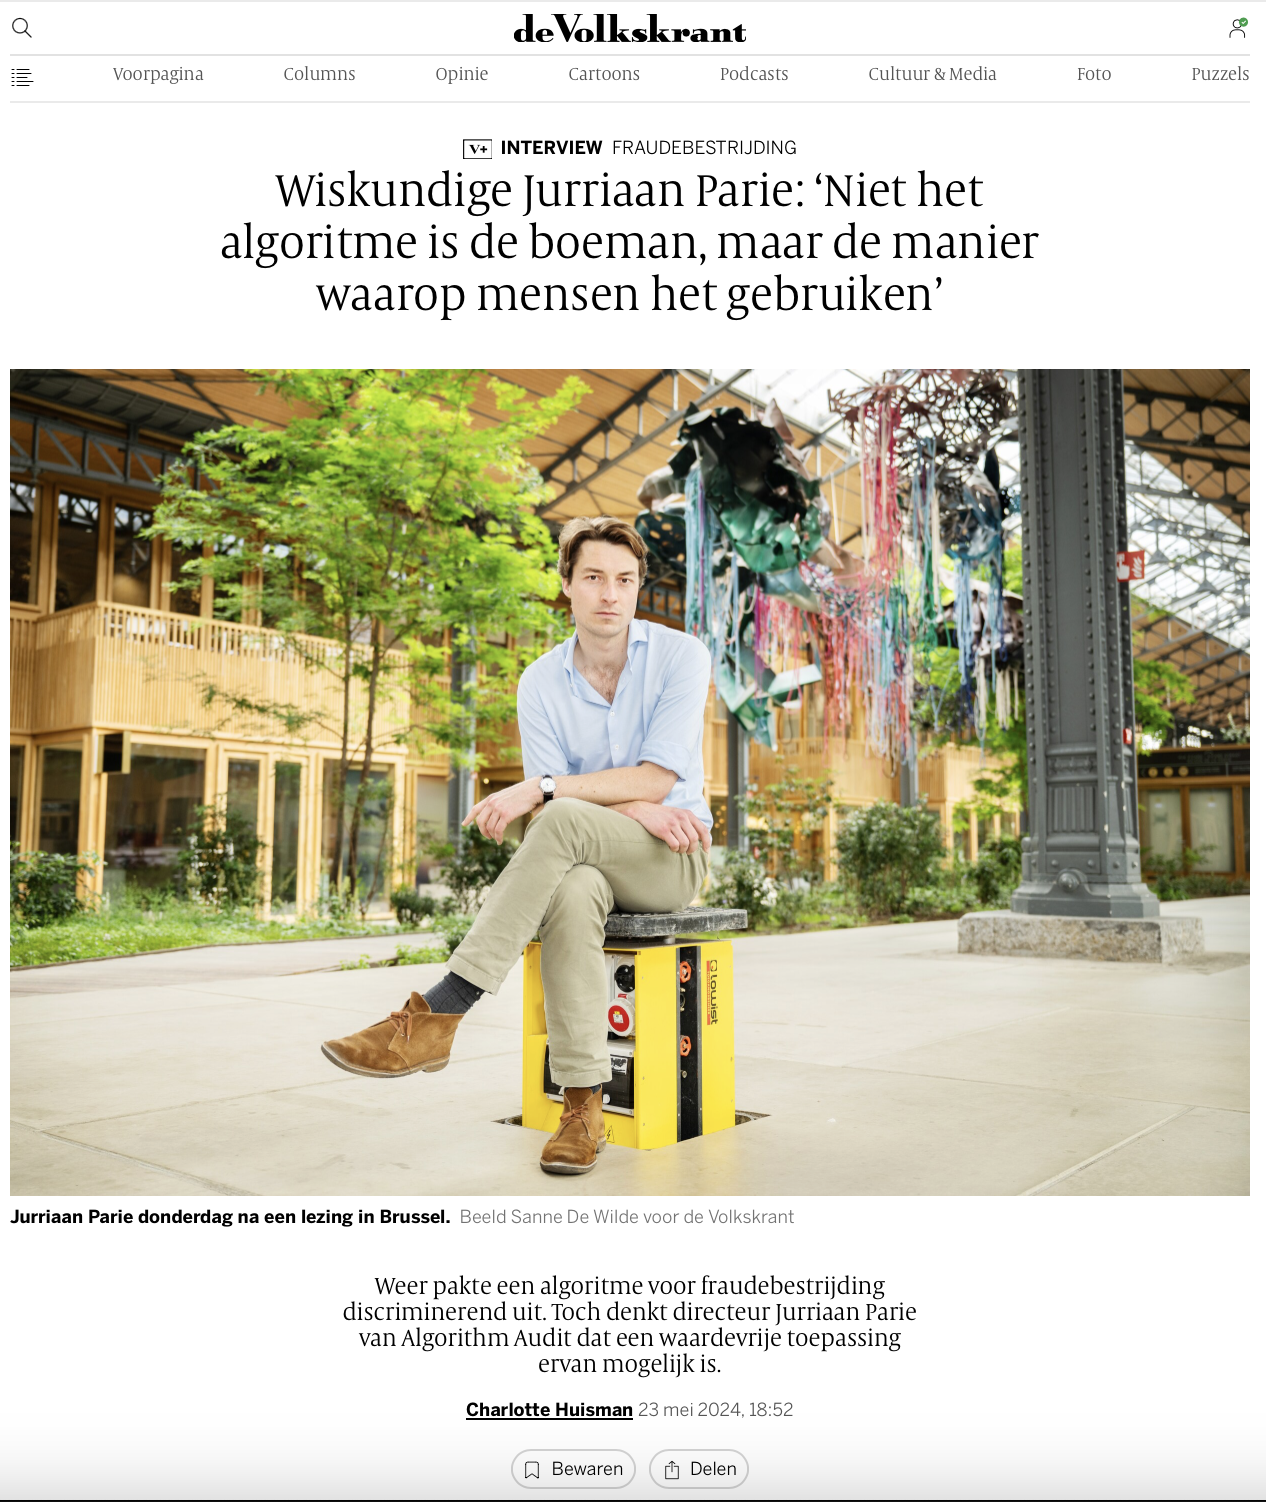 deVolkskrant
Voorpagina Columns Opinie Cartoons Podcasts Cultuur & Media Foto Puzzels
V+ INTERVIEW FRAUDEBESTRIJDING
Wiskundige Jurriaan Parie: ‘Niet het
algoritme is de boeman, maar de manier
waarop mensen het gebruiken’
lowist
Jurriaan Parie donderdag na een lezing in Brussel. Beeld Sanne De Wilde voor de Volkskrant
Weer pakte een algoritme voor fraudebestrijding
discriminerend uit. Toch denkt directeur Jurriaan Parie
van Algorithm Audit dat een waardevrije toepassing
ervan mogelijk is.
Charlotte Huisman 23 mei 2024, 18:52
Bewaren Delen